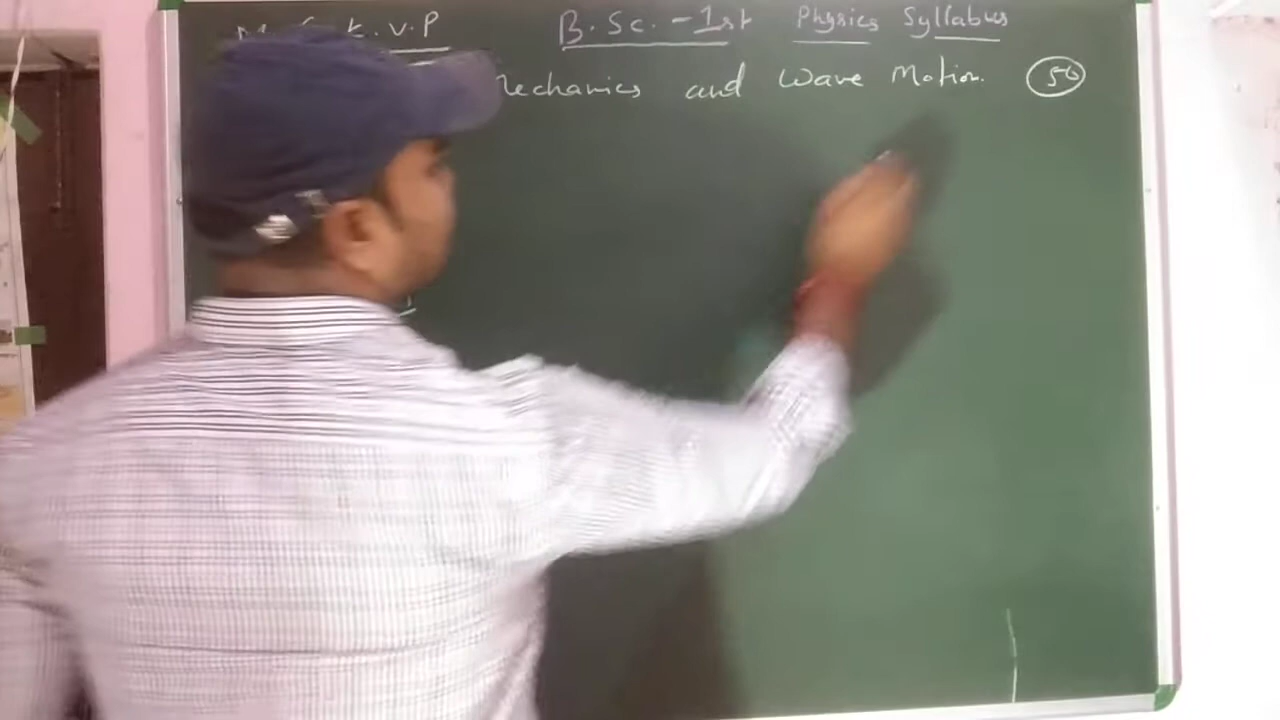 V.P B.Sc. - 1st Physics Syllabus
Mechanics and Wave Motion. 50